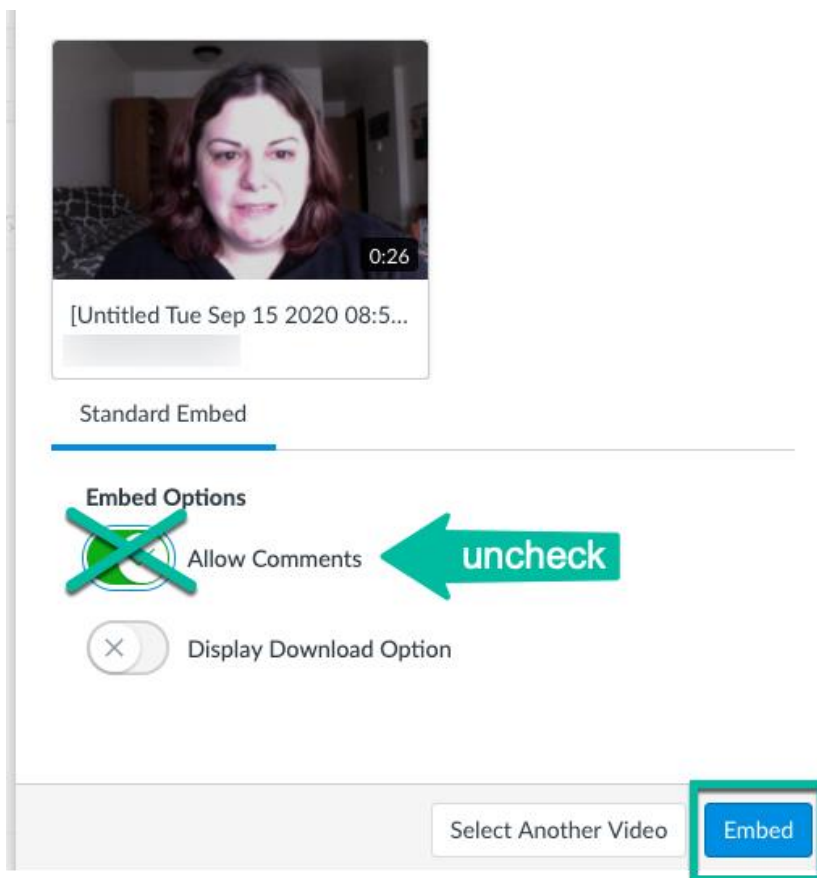 0:26
[Untitled Tue Sep 15 2020 08:5...
Standard Embed
Embed Options
Allow Comments uncheck
Display Download Option
Select Another Video Embed